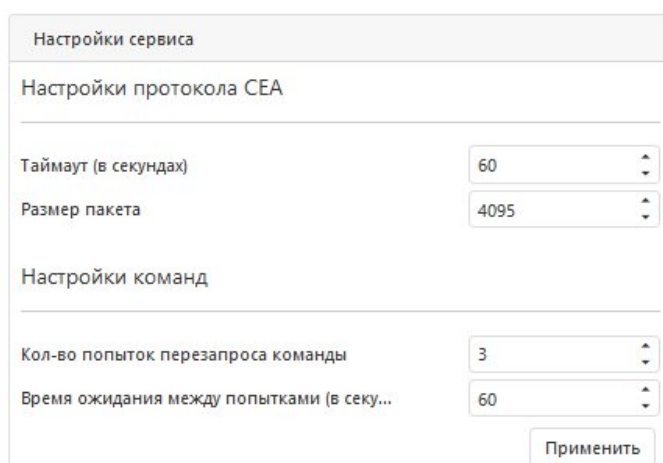 Настройки сервиса
Настройки протокола СЕА
Таймаут (в секундах)
60
Размер пакета
4095
Настройки команд
Кол-во попыток перезапроса команды
3
Время ожидания между попытками (в секу...
60
Применить